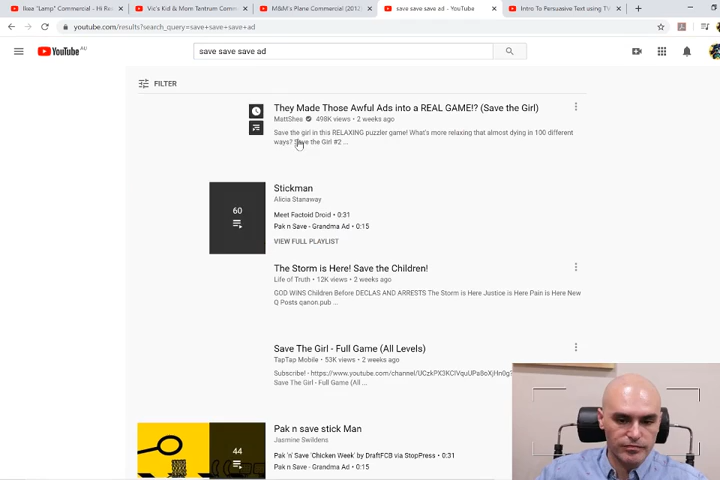 Ikea "Lamp" Commercial - Hi Re
Vic's Kid & Mom Tantrum Comm
M&M's Plane Commercial (2012)
save save save ad - YouTube
Intro To Persuasive Text using TV
youtube.com/results?search_query=save+save+save+ad
YouTube AU
save save save ad
FILTER
They Made Those Awful Ads into a REAL GAME!? (Save the Girl)
MattShea 498K views • 2 weeks ago
Save the girl in this RELAXING puzzler game! What's more relaxing that almost dying in 100 different
ways? Save the Girl #2 ...
60
Stickman
Alicia Stanaway
Meet Factoid Droid • 0:31
Pak n Save - Grandma Ad • 0:15
VIEW FULL PLAYLIST
The Storm is Here! Save the Children!
Life of Truth • 12K views • 2 weeks ago
GOD WINS Children Before DECLAS AND ARRESTS The Storm is Here Justice is Here Pain is Here New
Q Posts qanon.pub ...
Save The Girl - Full Game (All Levels)
TapTap Mobile • 53K views • 2 weeks ago
Subscribe! - https://www.youtube.com/channel/
Save The Girl - Full Game (All ...
44
Pak n save stick Man
Jasmine Swildens
Pak 'n' Save 'Chicken Week' by DraftFCB via StopPress • 0:31
Pak n Save - Grandma Ad • 0:15